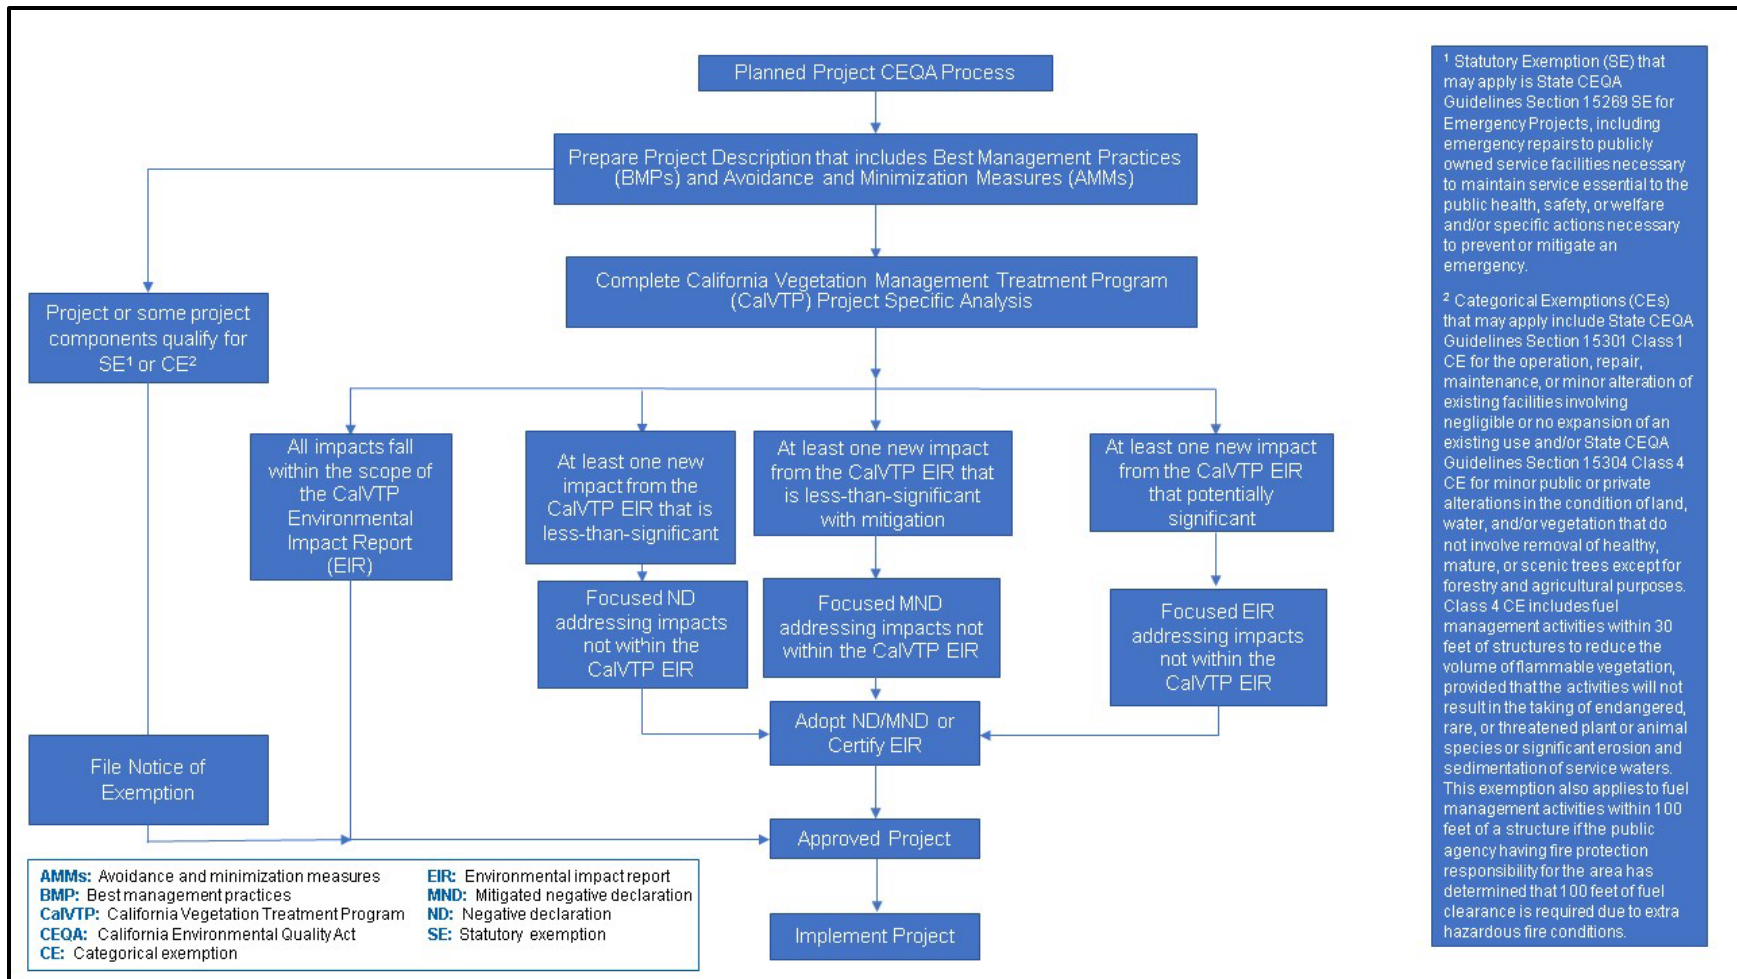 Planned Project CEQA Process
Prepare Project Description that includes Best Management Practices
(BMPs) and Avoidance and Minimization Measures (AMMs)
Complete California Vegetation Management Treatment Program
(CalVTP) Project Specific Analysis
Project or some project
components qualify for
SE¹ or CE²
All impacts fall
within the scope of
the CalVTP
Environmental
Impact Report
(EIR)
At least one new
impact from the
CalVTP EIR that is
less-than-significant
At least one new impact
from the CalVTP EIR that
is less-than-significant
with mitigation
At least one new impact
from the CalVTP EIR
that potentially
significant
Focused ND
addressing impacts
not within the
CalVTP EIR
Focused MND
addressing impacts not
within the CalVTP EIR
Focused EIR
addressing impacts
not within the
CalVTP EIR
Adopt ND/MND or
Certify EIR
File Notice of
Exemption
Approved Project
Implement Project
AMMs: Avoidance and minimization measures
BMP: Best management practices
CalVTP: California Vegetation Treatment Program
CEQA: California Environmental Quality Act
CE: Categorical exemption
EIR: Environmental impact report
MND: Mitigated negative declaration
ND: Negative declaration
SE: Statutory exemption
¹ Statutory Exemption (SE) that
may apply is State CEQA
Guidelines Section 15269 SE for
Emergency Projects, including
emergency repairs to publicly
owned service facilities necessary
to maintain service essential to the
public health, safety, or welfare
and/or specific actions necessary
to prevent or mitigate an
emergency.
² Categorical Exemptions (CEs)
that may apply include State CEQA
Guidelines Section 15301 Class 1
CE for the operation, repair,
maintenance, or minor alteration of
existing facilities involving
negligible or no expansion of an
existing use and/or State CEQA
Guidelines Section 15304 Class 4
CE for minor public or private
alterations in the condition of land,
water, and/or vegetation that do
not involve removal of healthy,
mature, or scenic trees except for
forestry and agricultural purposes.
Class 4 CE includes fuel
management activities within 30
feet of structures to reduce the
volume of flammable vegetation,
provided that the activities will not
result in the taking of endangered,
rare, or threatened plant or animal
species or significant erosion and
sedimentation of service waters.
This exemption also applies to fuel
management activities within 100
feet of a structure if the public
agency having fire protection
responsibility for the area has
determined that 100 feet of fuel
clearance is required due to extra
hazardous fire conditions.